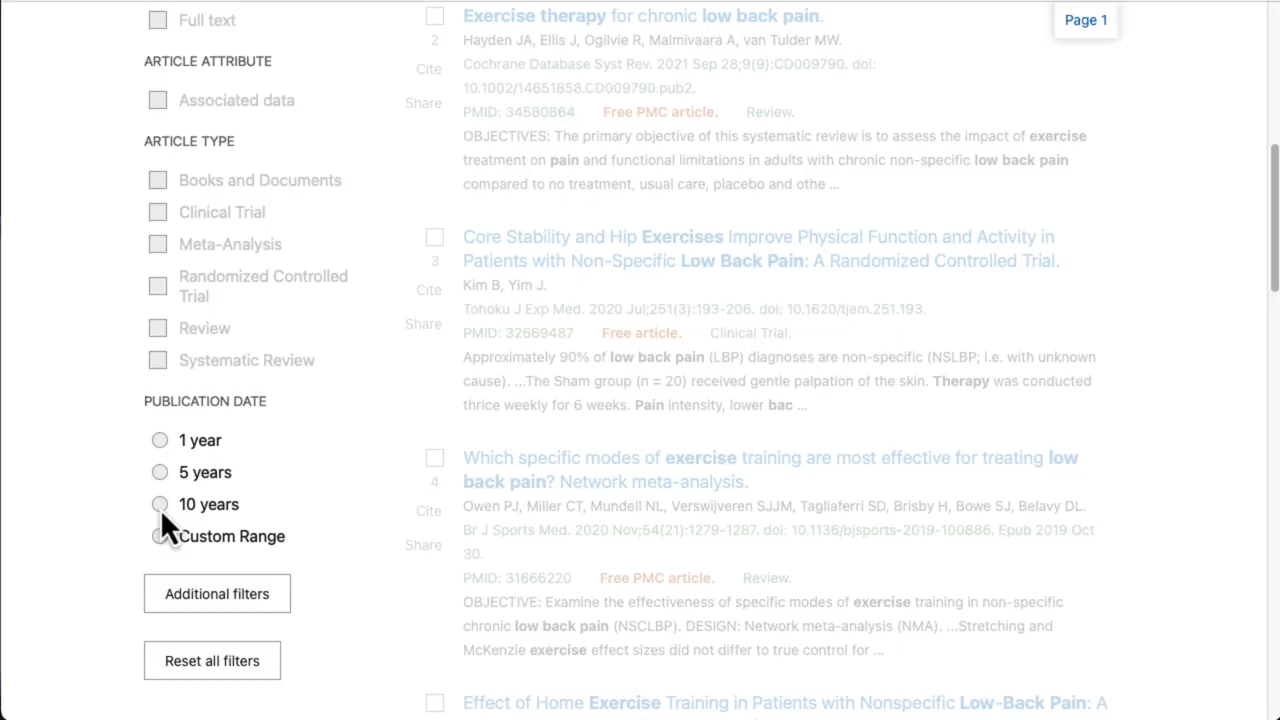 Full text
ARTICLE ATTRIBUTE
Associated data
ARTICLE TYPE
Books and Documents
Clinical Trial
Meta-Analysis
Randomized Controlled
Trial
Review
Systematic Review
PUBLICATION DATE
1 year
5 years
10 years
Custom Range
Additional filters
Reset all filters
Page 1
Exercise therapy for chronic low back pain.
2
Hayden JA, Ellis J, Ogilvie R, Malmivaara A, van Tulder MW.
Cite
Cochrane Database Syst Rev. 2021 Sep 28;9(9):CD009790. doi:
10.1002/14651858.CD009790.pub2.
Share
PMID: 34580864 Free PMC article. Review.
OBJECTIVES: The primary objective of this systematic review is to assess the impact of exercise
treatment on pain and functional limitations in adults with chronic non-specific low back pain
compared to no treatment, usual care, placebo and othe ...
Core Stability and Hip Exercises Improve Physical Function and Activity in
Patients with Non-Specific Low Back Pain: A Randomized Controlled Trial.
3
Kim B, Yim J.
Cite
Tohoku J Exp Med. 2020 Jul;251(3):193-206. doi: 10.1620/tjem.251.193.
Share
PMID: 32669487 Free article. Clinical Trial.
Approximately 90% of low back pain (LBP) diagnoses are non-specific (NSLBP; i.e. with unknown
cause). ...The Sham group (n = 20) received gentle palpation of the skin. Therapy was conducted
thrice weekly for 6 weeks. Pain intensity, lower bac ...
Which specific modes of exercise training are most effective for treating low
back pain? Network meta-analysis.
4
Owen PJ, Miller CT, Mundell NL, Verswijveren SJJM, Tagliaferri SD, Brisby H, Bowe SJ, Belavy DL.
Cite
Br J Sports Med. 2020 Nov;54(21):1279-1287. doi: 10.1136/bjsports-2019-100886. Epub 2019 Oct
30.
Share
PMID: 31666220 Free PMC article. Review.
OBJECTIVE: Examine the effectiveness of specific modes of exercise training in non-specific
chronic low back pain (NSCLBP). DESIGN: Network meta-analysis (NMA). ...Stretching and
McKenzie exercise effect sizes did not differ to true control for ...
Effect of Home Exercise Training in Patients with Nonspecific Low-Back Pain: A